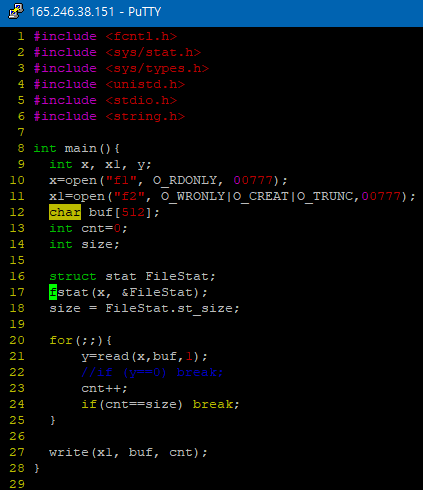 165.246.38.151 - PuTTY
1 #include <fcntl.h>
2 #include <sys/stat.h>
3 #include <sys/types.h>
4 #include <unistd.h>
5 #include <stdio.h>
6 #include <string.h>
7
8 int main(){
9   int x, x1, y;
10   x=open("f1", O_RDONLY, 00777);
11   x1=open("f2", O_WRONLY|O_CREAT|O_TRUNC,00777);
12   char buf[512];
13   int cnt=0;
14   int size;
15
16   struct stat FileStat;
17   fstat(x, &FileStat);
18   size = FileStat.st_size;
19
20   for(;;){
21       y=read(x,buf,1);
22       //if (y==0) break;
23       cnt++;
24       if(cnt==size) break;
25   }
26
27   write(x1, buf, cnt);
28 }
29